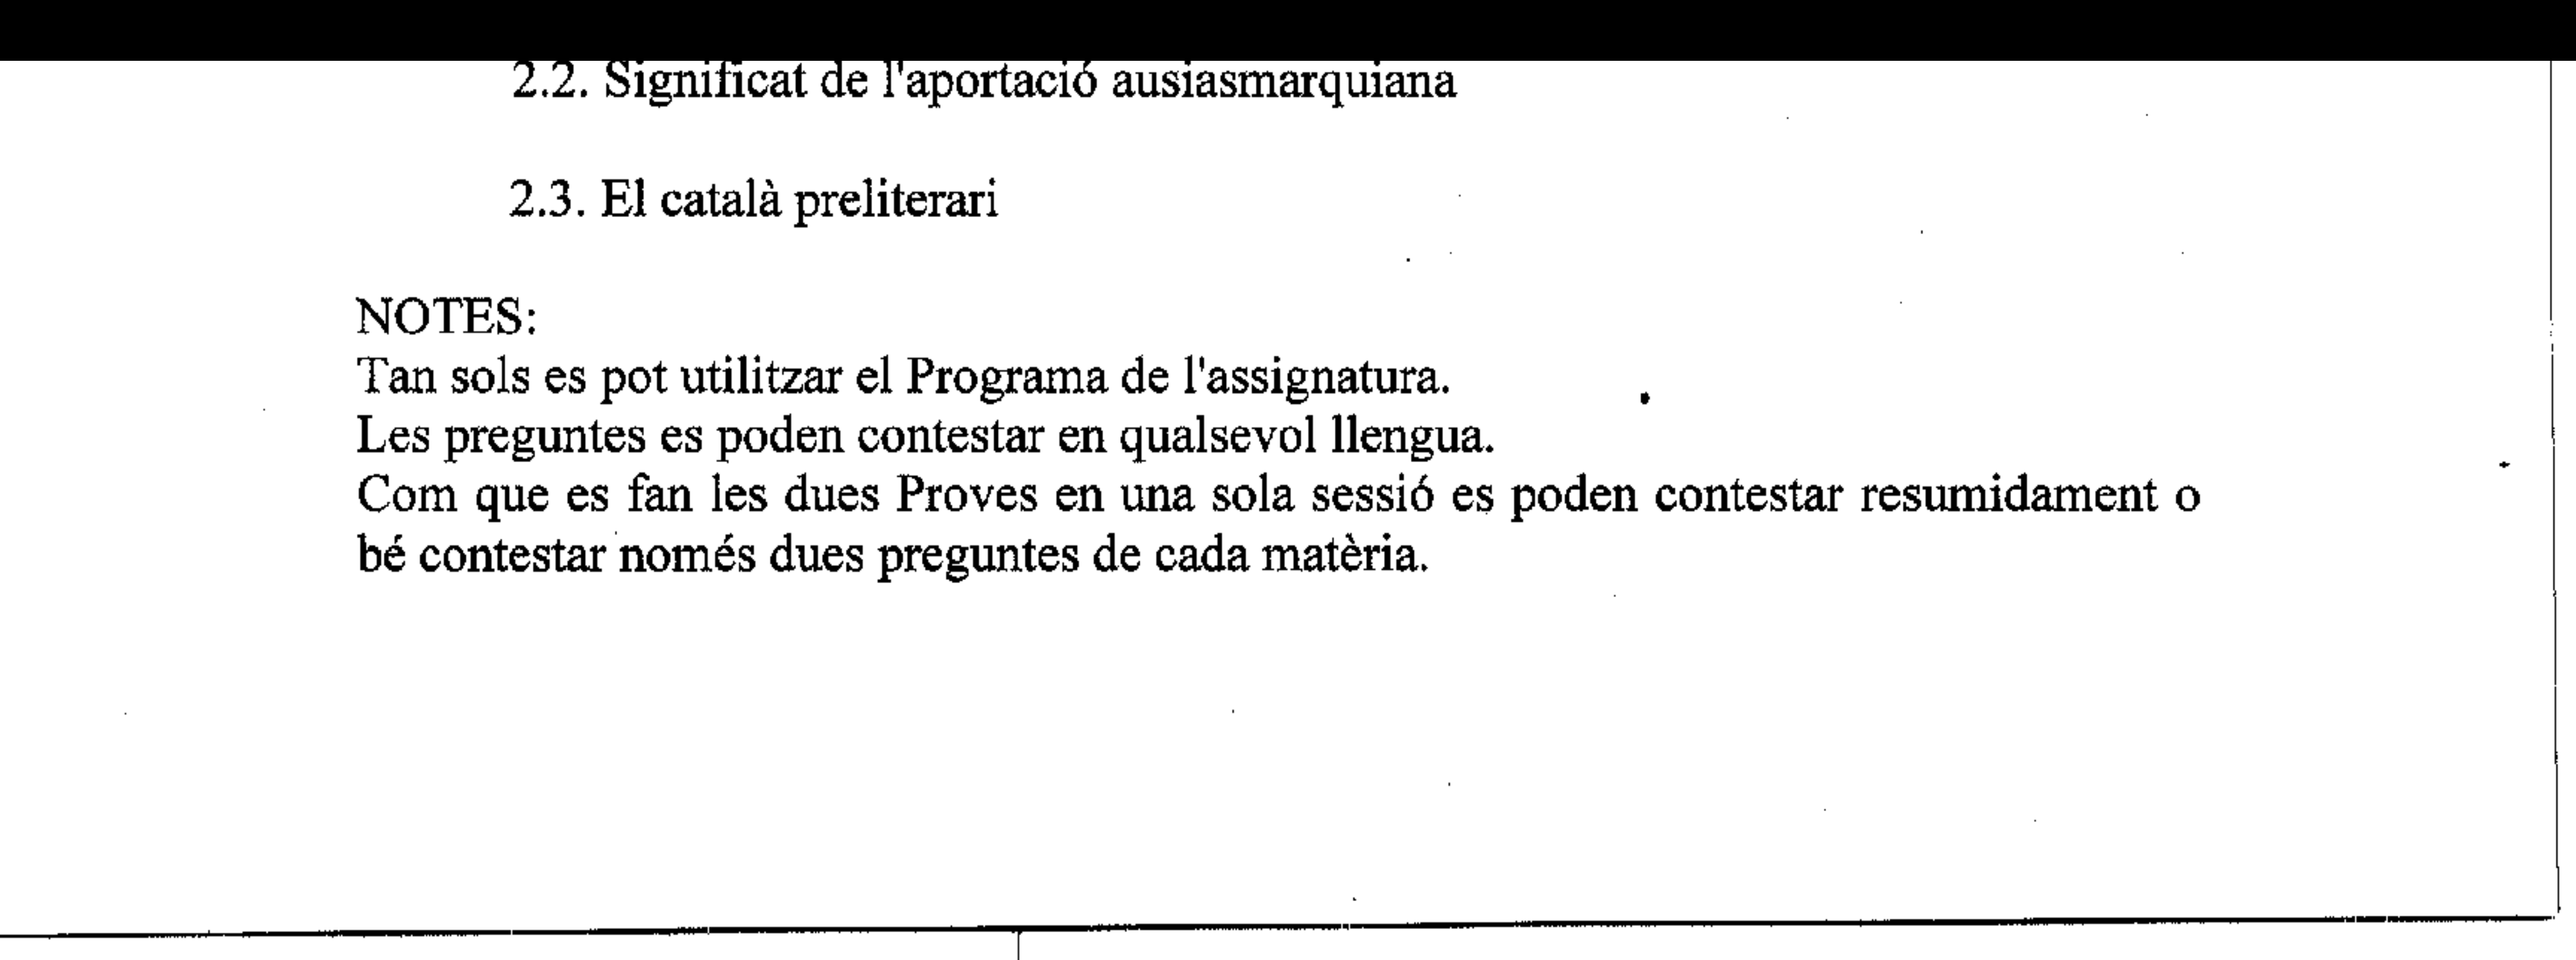 2.2. Significat de l'aportació ausiasmarquiana
2.3. El català preliterari
NOTES:
Tan sols es pot utilitzar el Programa de l'assignatura.
Les preguntes es poden contestar en qualsevol llengua.
Com que es fan les dues Proves en una sola sessió es poden contestar resumidament o
bé contestar només dues preguntes de cada matèria.